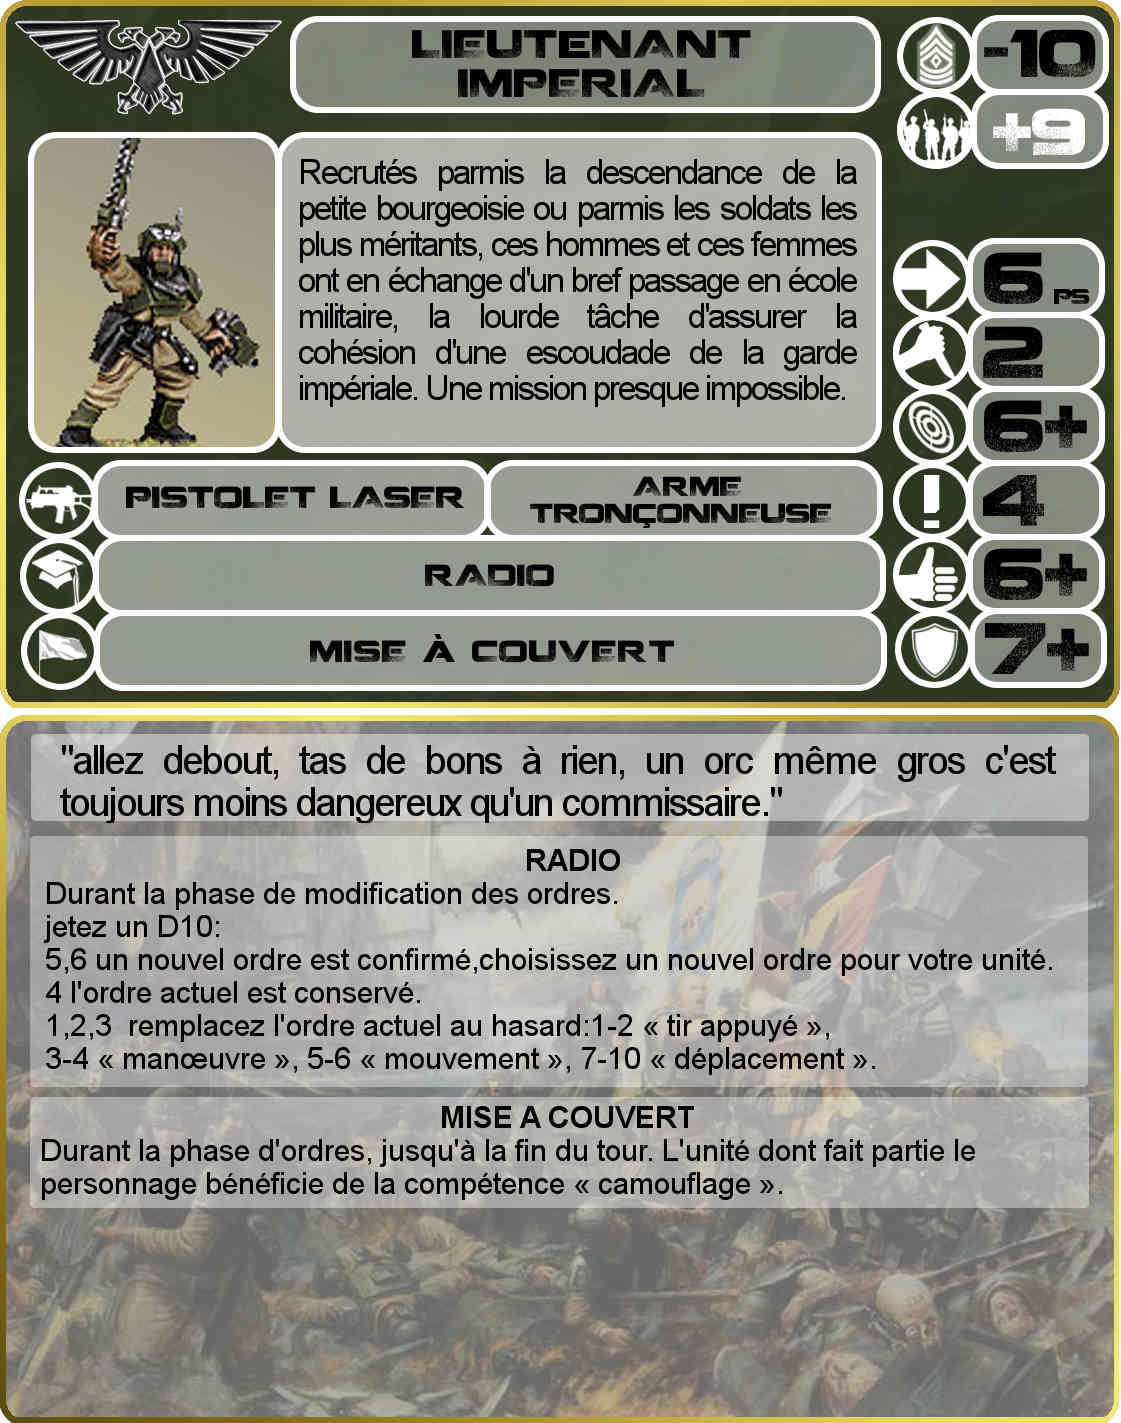 LIEUTENANT
IMPERIAL
-10
+9
Recrutés parmis la descendance de la
petite bourgeoisie ou parmis les soldats les
plus méritants, ces hommes et ces femmes
ont en échange d'un bref passage en école
militaire, la lourde tâche d'assurer la
cohésion d'une escoudade de la garde
impériale. Une mission presque impossible.
6 PS
2
6+
4
6+
7+
PISTOLET LASER
ARME
TRONÇONNEUSE
RADIO
MISE À COUVERT
"allez debout, tas de bons à rien, un orc même gros c'est
toujours moins dangereux qu'un commissaire."
RADIO
Durant la phase de modification des ordres.
jetez un D10:
5,6 un nouvel ordre est confirmé,choisissez un nouvel ordre pour votre unité.
4 l'ordre actuel est conservé.
1,2,3  remplacez l'ordre actuel au hasard:1-2 « tir appuyé »,
3-4 « manœuvre », 5-6 « mouvement », 7-10 « déplacement ».
MISE A COUVERT
Durant la phase d'ordres, jusqu'à la fin du tour. L'unité dont fait partie le
personnage bénéficie de la compétence « camouflage ».